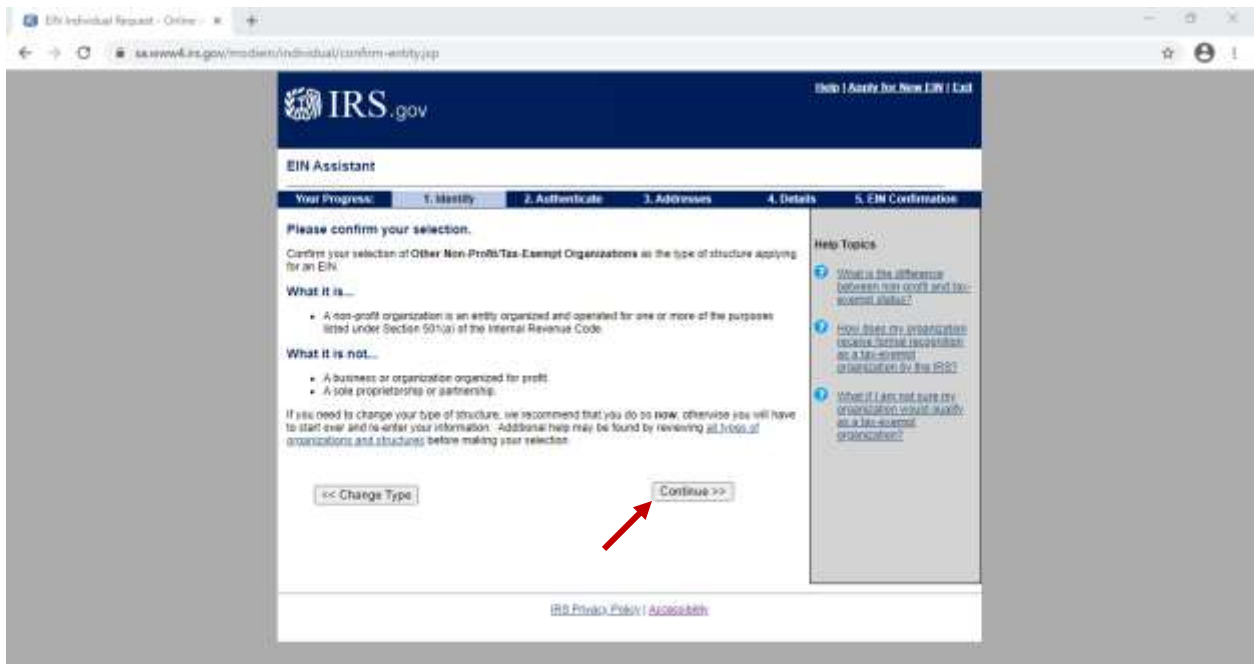 EIN Individual Request - Online -
sa.www4.irs.gov/modiein/individual/confirm-entity.jsp
IRS.gov
Help | Apply for New EIN | Exit
EIN Assistant
Your Progress: 1. Identity 2. Authenticate 3. Addresses 4. Details 5. EIN Confirmation
Please confirm your selection.
Confirm your selection of Other Non-Profit/Tax-Exempt Organizations as the type of structure applying
for an EIN.
What it is...
• A non-profit organization is an entity organized and operated for one or more of the purposes
listed under Section 501(a) of the Internal Revenue Code.
What it is not...
• A business or organization organized for profit.
• A sole proprietorship or partnership.
If you need to change your type of structure, we recommend that you do so now, otherwise you will have
to start over and re-enter your information. Additional help may be found by reviewing all types of
organizations and structures before making your selection.
<< Change Type
Continue >>
Help Topics
What is the difference
between non-profit and tax-
exempt status?
How does my organization
receive formal recognition
as a tax-exempt
organization by the IRS?
What if I am not sure my
organization would qualify
as a tax-exempt
organization?
IRS Privacy Policy | Accessibility